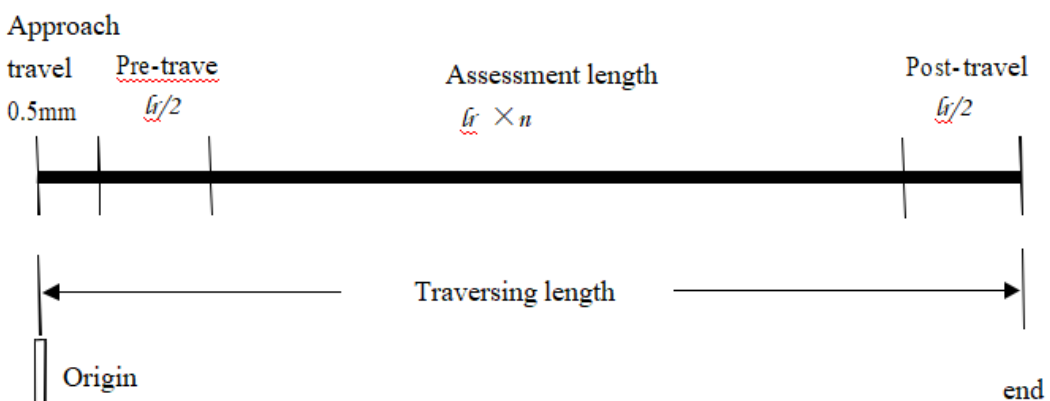 Approach
travel
0.5mm
Pre-trave
lr/2
Assessment length
lr ×n
Post-travel
lr/2
Traversing length
Origin
end